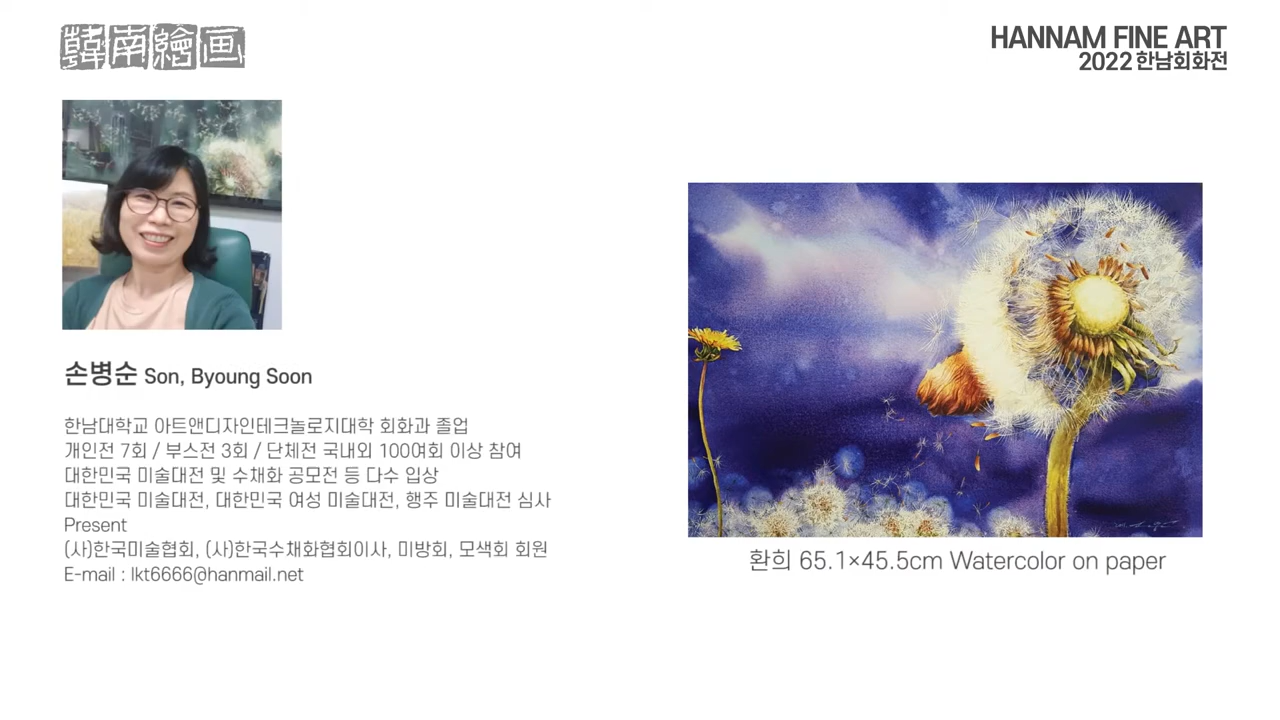 韓南繪画
HANNAM FINE ART
2022 한남회화전
손병순 Son, Byoung Soon
한남대학교 아트앤디자인테크놀로지대학 회화과 졸업
개인전 7회 / 부스전 3회 / 단체전 국내외 100여회 이상 참여
대한민국 미술대전 및 수채화 공모전 등 다수 입상
대한민국 미술대전, 대한민국 여성 미술대전, 행주 미술대전 심사
Present
(사)한국미술협회, (사)한국수채화협회이사, 미방회, 모색회 회원
E-mail : lkt6666@hanmail.net
환희 65.1×45.5cm Watercolor on paper